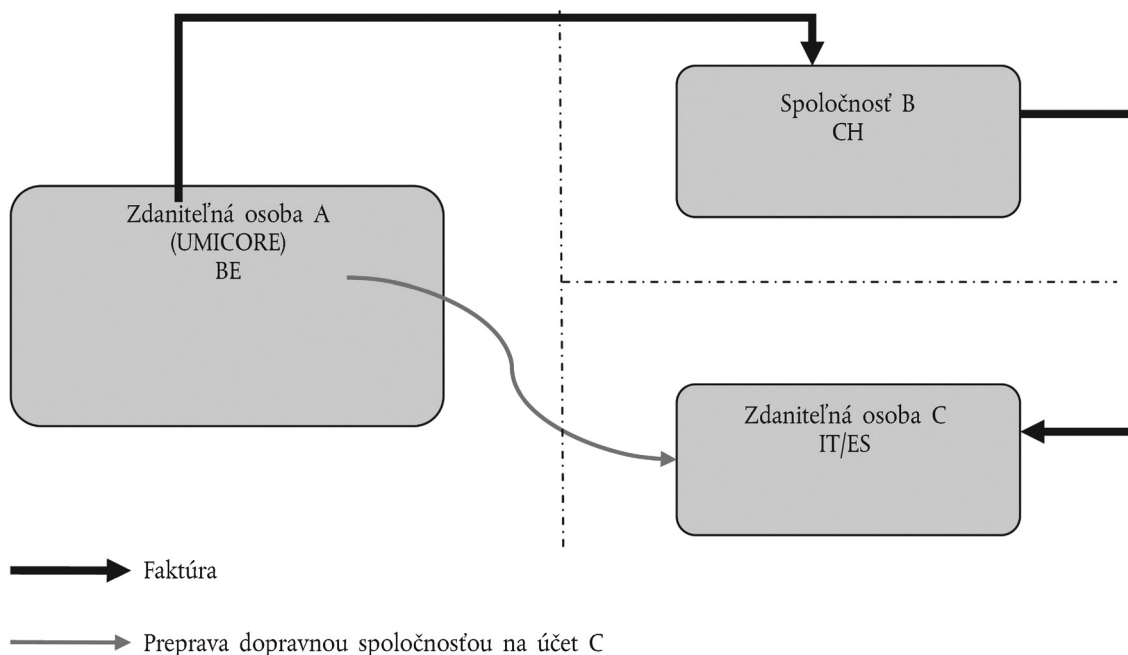 Spoločnosť B
CH
Zdaniteľná osoba A
(UMICORE)
BE
Zdaniteľná osoba C
IT/ES
Faktúra
Preprava dopravnou spoločnosťou na účet C